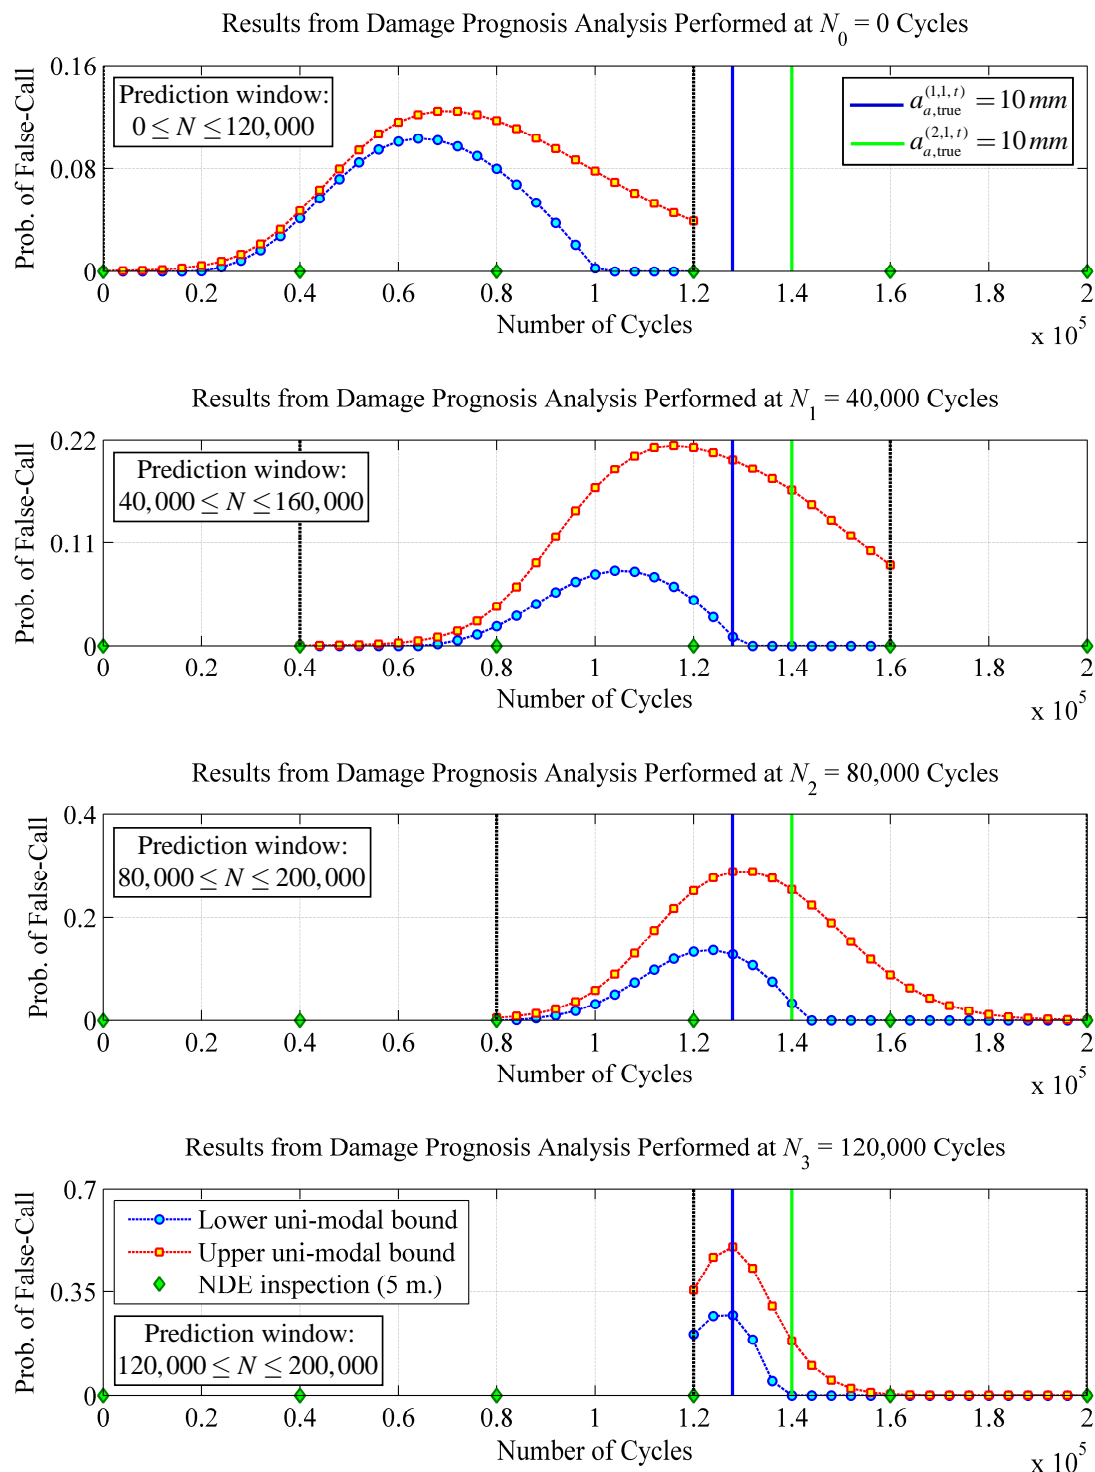 Results from Damage Prognosis Analysis Performed at N_0 = 0 Cycles
0.16
0.08
0
Prob. of False-Call
Prediction window:
0 ≤ N ≤ 120,000
a_{a,true}^{(1,1,t)} = 10 mm
a_{a,true}^{(2,1,t)} = 10 mm
0 0.2 0.4 0.6 0.8 1 1.2 1.4 1.6 1.8 2
Number of Cycles
x 10^5
Results from Damage Prognosis Analysis Performed at N_1 = 40,000 Cycles
0.22
0.11
0
Prob. of False-Call
Prediction window:
40,000 ≤ N ≤ 160,000
0 0.2 0.4 0.6 0.8 1 1.2 1.4 1.6 1.8 2
Number of Cycles
x 10^5
Results from Damage Prognosis Analysis Performed at N_2 = 80,000 Cycles
0.4
0.2
0
Prob. of False-Call
Prediction window:
80,000 ≤ N ≤ 200,000
0 0.2 0.4 0.6 0.8 1 1.2 1.4 1.6 1.8 2
Number of Cycles
x 10^5
Results from Damage Prognosis Analysis Performed at N_3 = 120,000 Cycles
0.7
0.35
0
Prob. of False-Call
Lower uni-modal bound
Upper uni-modal bound
NDE inspection (5 m.)
Prediction window:
120,000 ≤ N ≤ 200,000
0 0.2 0.4 0.6 0.8 1 1.2 1.4 1.6 1.8 2
Number of Cycles
x 10^5